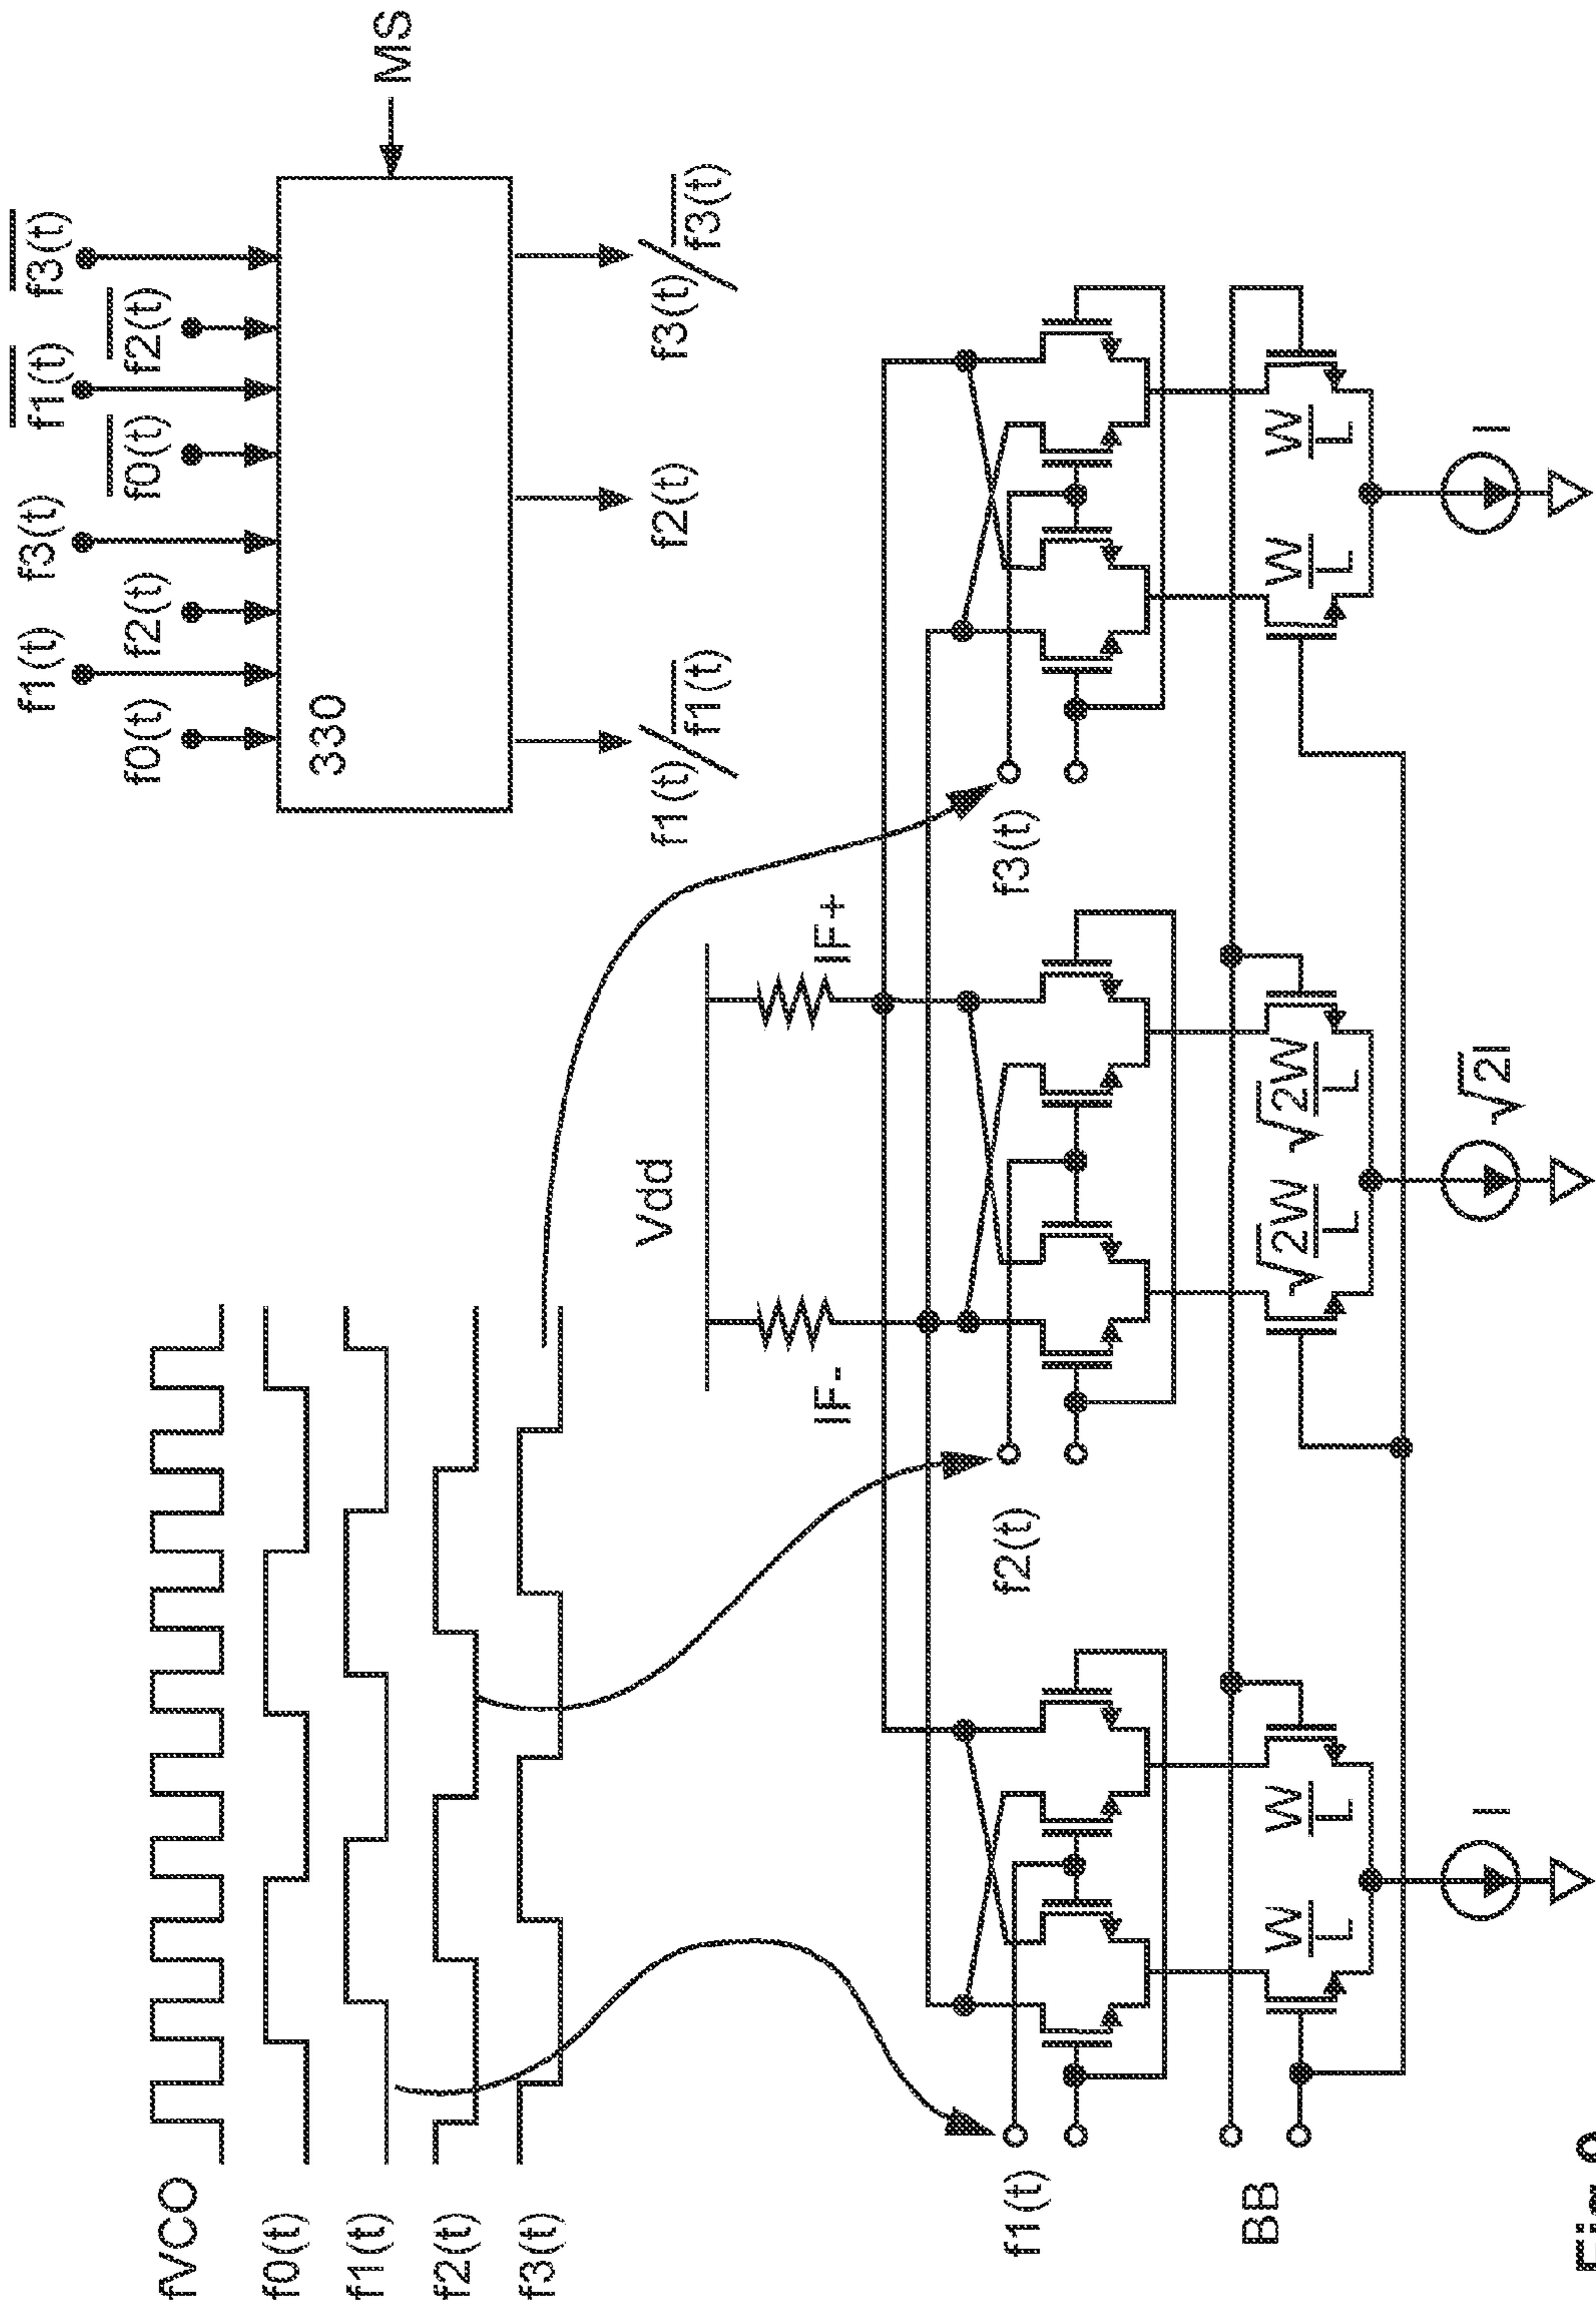 fVCO
f0(t)
f1(t)
f2(t)
f3(t)
f0(t)
f1(t)
f2(t)
f3(t)
f0(t)
f1(t)
f2(t)
f3(t)
330
MS
f1(t)/f1(t)
f2(t)
f3(t)/f3(t)
Vdd
IF-
IF+
f1(t)
f2(t)
f3(t)
BB
W/L
W/L
√2W/L
√2W/L
W/L
W/L
I
√2I
I